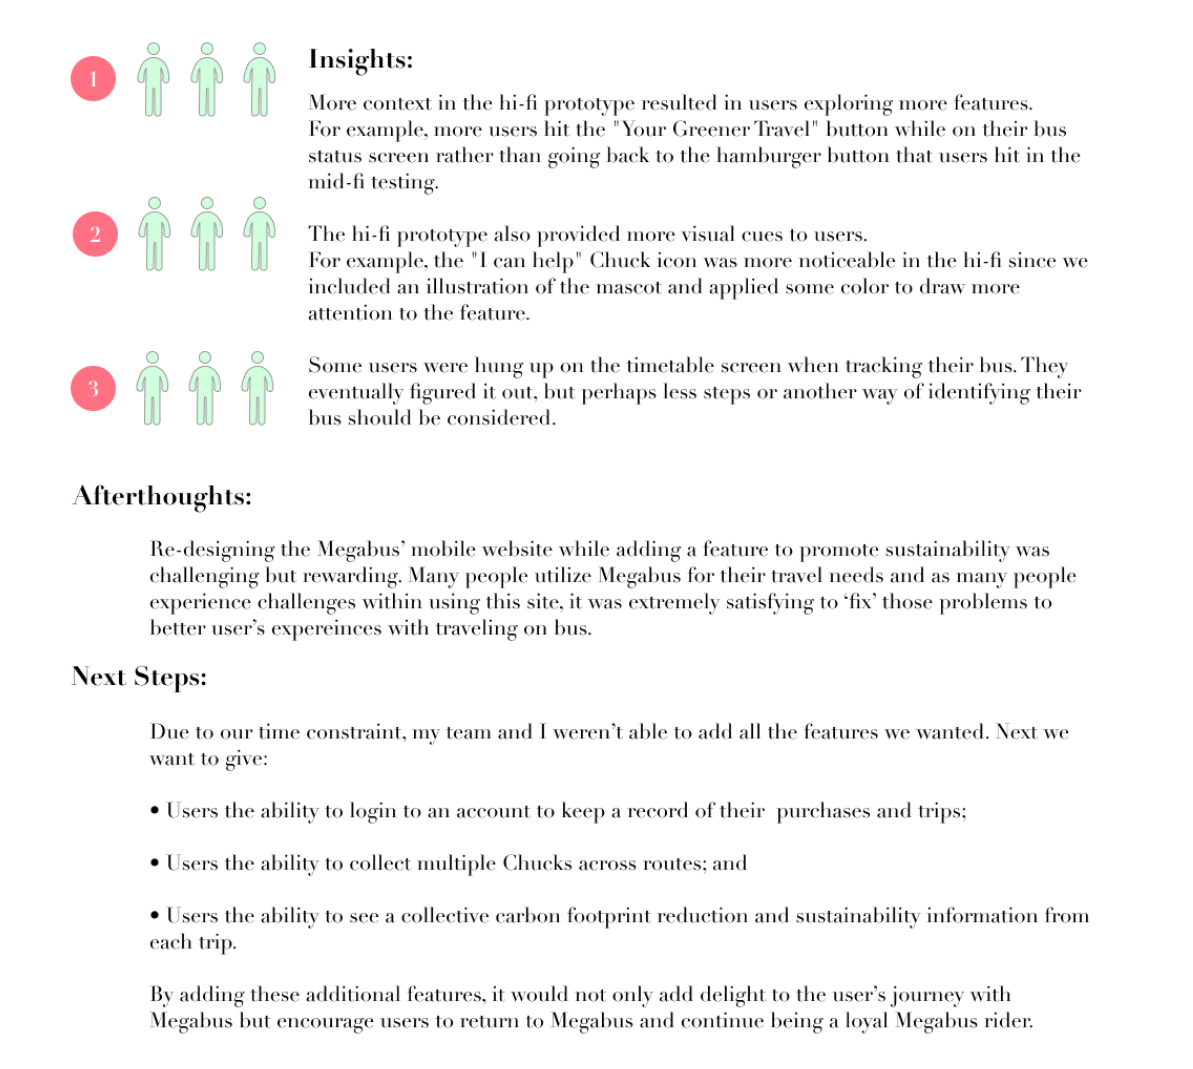 1
Insights:
More context in the hi-fi prototype resulted in users exploring more features.
For example, more users hit the "Your Greener Travel" button while on their bus
status screen rather than going back to the hamburger button that users hit in the
mid-fi testing.
2
The hi-fi prototype also provided more visual cues to users.
For example, the "I can help" Chuck icon was more noticeable in the hi-fi since we
included an illustration of the mascot and applied some color to draw more
attention to the feature.
3
Some users were hung up on the timetable screen when tracking their bus. They
eventually figured it out, but perhaps less steps or another way of identifying their
bus should be considered.
Afterthoughts:
Re-designing the Megabus’ mobile website while adding a feature to promote sustainability was
challenging but rewarding. Many people utilize Megabus for their travel needs and as many people
experience challenges within using this site, it was extremely satisfying to ‘fix’ those problems to
better user’s expereinces with traveling on bus.
Next Steps:
Due to our time constraint, my team and I weren’t able to add all the features we wanted. Next we
want to give:
• Users the ability to login to an account to keep a record of their  purchases and trips;
• Users the ability to collect multiple Chucks across routes; and
• Users the ability to see a collective carbon footprint reduction and sustainability information from
each trip.
By adding these additional features, it would not only add delight to the user’s journey with
Megabus but encourage users to return to Megabus and continue being a loyal Megabus rider.